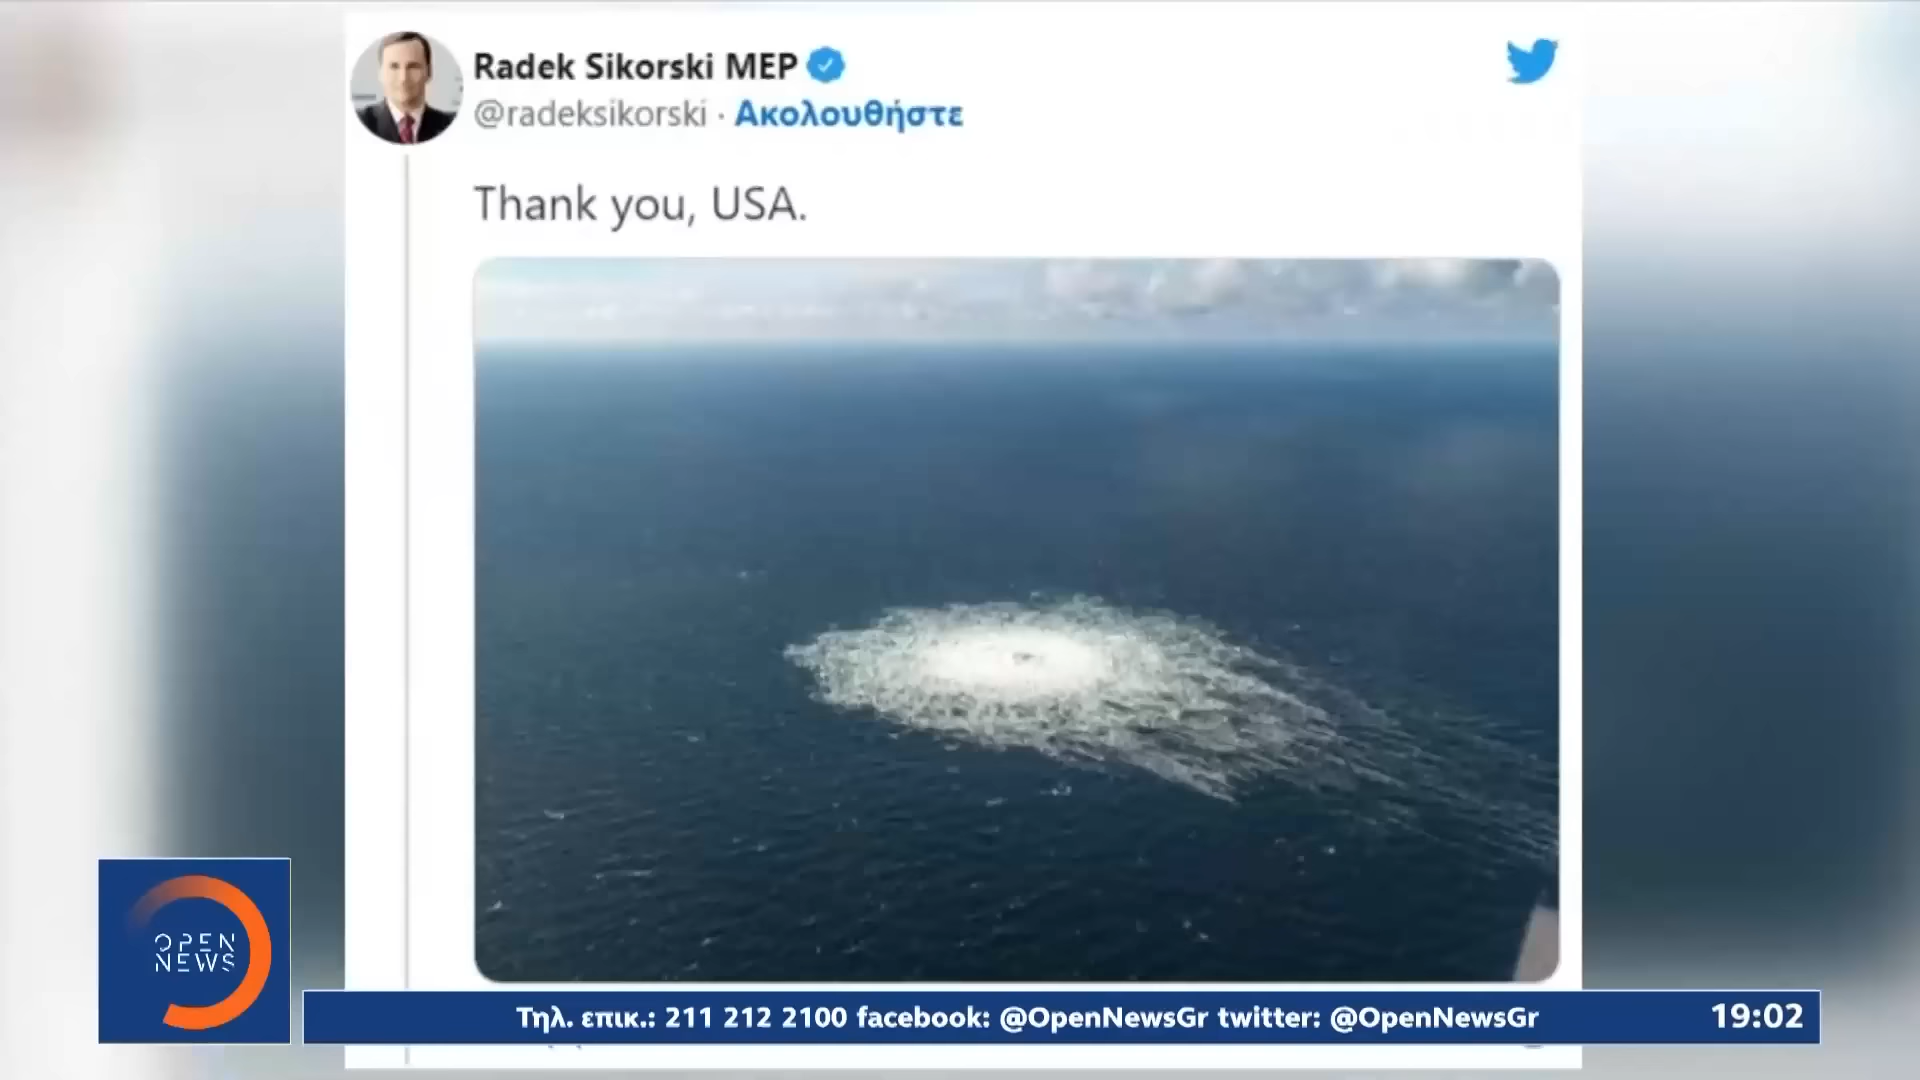 Radek Sikorski MEP
@radeksikorski · Ακολουθήστε
Thank you, USA.
OPEN
NEWS
Τηλ. επικ.: 211 212 2100 facebook: @OpenNewsGr twitter: @OpenNewsGr
19:02